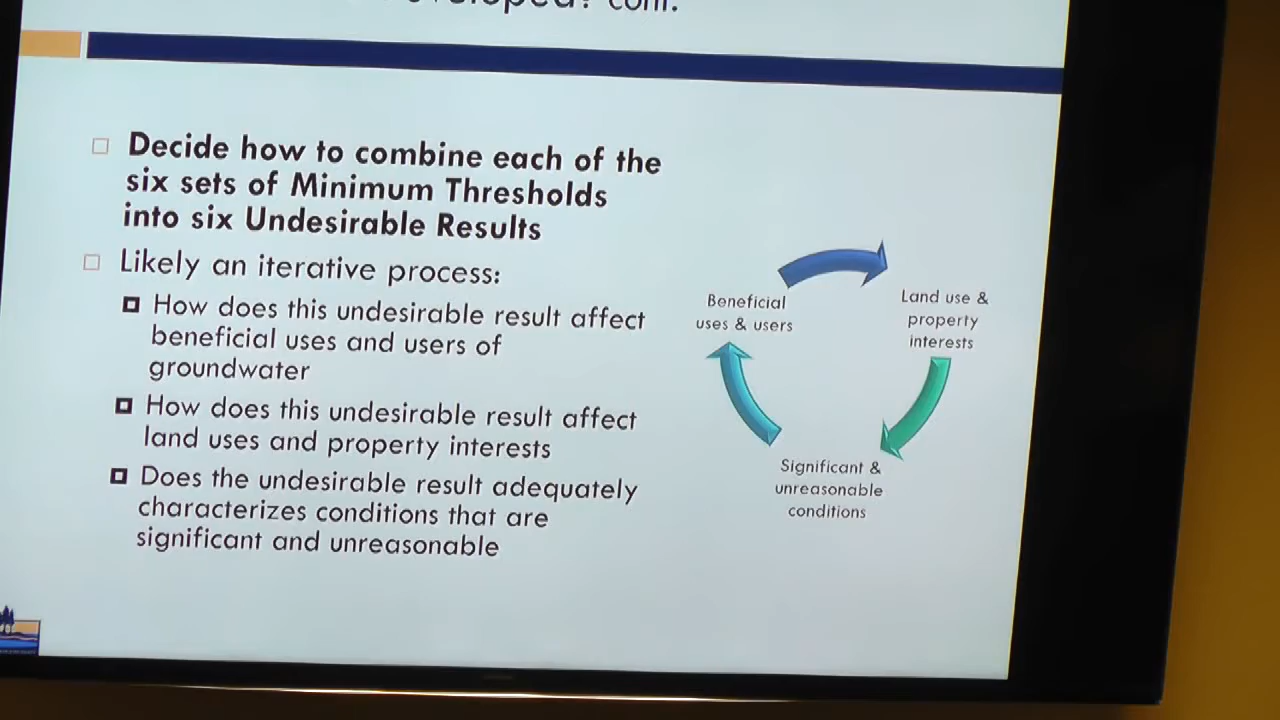 cont.
Decide how to combine each of the
six sets of Minimum Thresholds
into six Undesirable Results
Likely an iterative process:
How does this undesirable result affect
beneficial uses and users of
groundwater
How does this undesirable result affect
land uses and property interests
Does the undesirable result adequately
characterizes conditions that are
significant and unreasonable
Beneficial
uses & users
Land use &
property
interests
Significant &
unreasonable
conditions